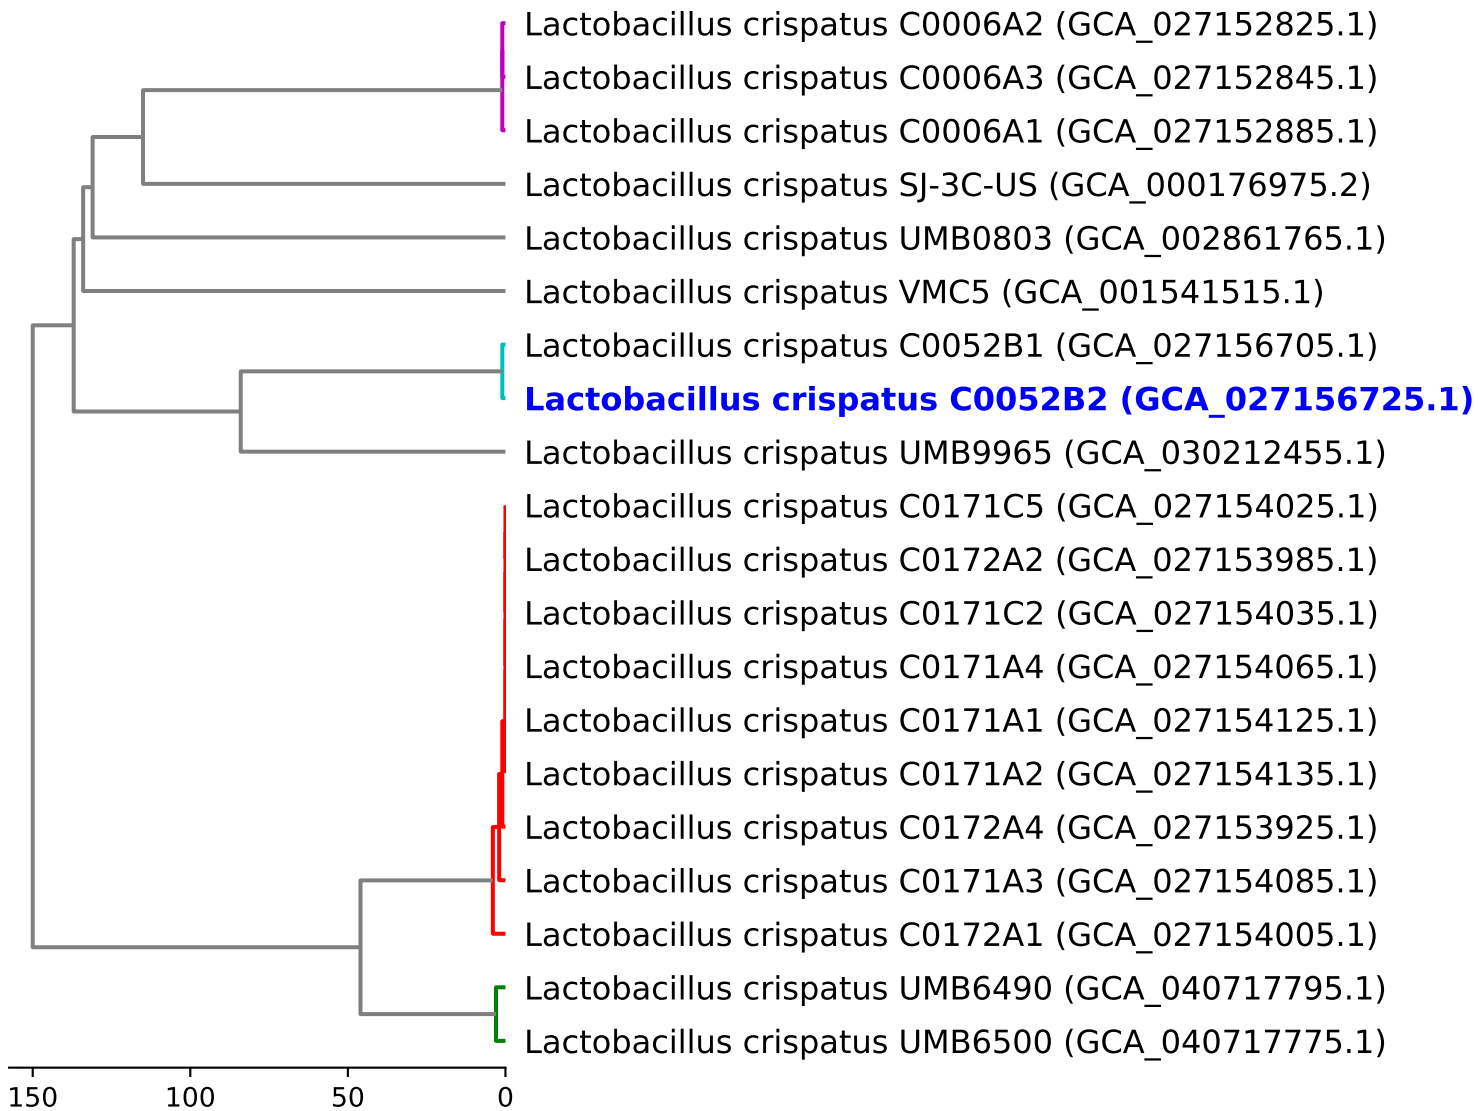 Lactobacillus crispatus C0006A2 (GCA_027152825.1)
Lactobacillus crispatus C0006A3 (GCA_027152845.1)
Lactobacillus crispatus C0006A1 (GCA_027152885.1)
Lactobacillus crispatus SJ-3C-US (GCA_000176975.2)
Lactobacillus crispatus UMB0803 (GCA_002861765.1)
Lactobacillus crispatus VMC5 (GCA_001541515.1)
Lactobacillus crispatus C0052B1 (GCA_027156705.1)
Lactobacillus crispatus C0052B2 (GCA_027156725.1)
Lactobacillus crispatus UMB9965 (GCA_030212455.1)
Lactobacillus crispatus C0171C5 (GCA_027154025.1)
Lactobacillus crispatus C0172A2 (GCA_027153985.1)
Lactobacillus crispatus C0171C2 (GCA_027154035.1)
Lactobacillus crispatus C0171A4 (GCA_027154065.1)
Lactobacillus crispatus C0171A1 (GCA_027154125.1)
Lactobacillus crispatus C0171A2 (GCA_027154135.1)
Lactobacillus crispatus C0172A4 (GCA_027153925.1)
Lactobacillus crispatus C0171A3 (GCA_027154085.1)
Lactobacillus crispatus C0172A1 (GCA_027154005.1)
Lactobacillus crispatus UMB6490 (GCA_040717795.1)
Lactobacillus crispatus UMB6500 (GCA_040717775.1)
150 100 50 0